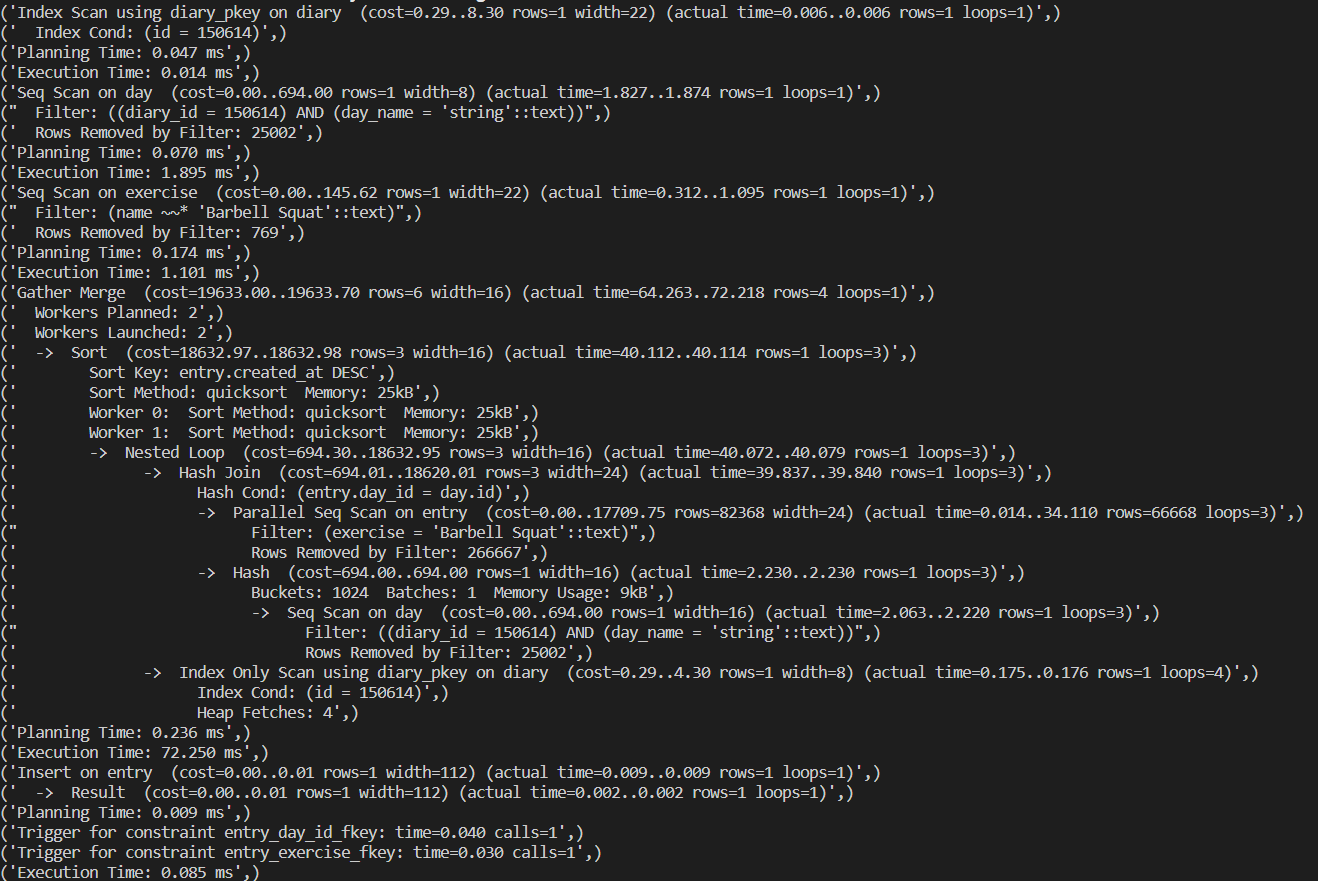 ('Index Scan using diary_pkey on diary  (cost=0.29..8.30 rows=1 width=22) (actual time=0.006..0.006 rows=1 loops=1)',)
('  Index Cond: (id = 150614)',)
('Planning Time: 0.047 ms',)
('Execution Time: 0.014 ms',)
('Seq Scan on day  (cost=0.00..694.00 rows=1 width=8) (actual time=1.827..1.874 rows=1 loops=1)',)
("  Filter: ((diary_id = 150614) AND (day_name = 'string'::text))",)
('  Rows Removed by Filter: 25002',)
('Planning Time: 0.070 ms',)
('Execution Time: 1.895 ms',)
('Seq Scan on exercise  (cost=0.00..145.62 rows=1 width=22) (actual time=0.312..1.095 rows=1 loops=1)',)
("  Filter: (name ~~* 'Barbell Squat'::text)",)
('  Rows Removed by Filter: 769',)
('Planning Time: 0.174 ms',)
('Execution Time: 1.101 ms',)
('Gather Merge  (cost=19633.00..19633.70 rows=6 width=16) (actual time=64.263..72.218 rows=4 loops=1)',)
('  Workers Planned: 2',)
('  Workers Launched: 2',)
('  ->  Sort  (cost=18632.97..18632.98 rows=3 width=16) (actual time=40.112..40.114 rows=1 loops=3)',)
('        Sort Key: entry.created_at DESC',)
('        Sort Method: quicksort  Memory: 25kB',)
('        Worker 0:  Sort Method: quicksort  Memory: 25kB',)
('        Worker 1:  Sort Method: quicksort  Memory: 25kB',)
('        ->  Nested Loop  (cost=694.30..18632.95 rows=3 width=16) (actual time=40.072..40.079 rows=1 loops=3)',)
('              ->  Hash Join  (cost=694.01..18620.01 rows=3 width=24) (actual time=39.837..39.840 rows=1 loops=3)',)
('                    Hash Cond: (entry.day_id = day.id)',)
('                    ->  Parallel Seq Scan on entry  (cost=0.00..17709.75 rows=82368 width=24) (actual time=0.014..34.110 rows=66668 loops=3)',)
("                          Filter: (exercise = 'Barbell Squat'::text)",)
('                          Rows Removed by Filter: 266667',)
('                    ->  Hash  (cost=694.00..694.00 rows=1 width=16) (actual time=2.230..2.230 rows=1 loops=3)',)
('                          Buckets: 1024  Batches: 1  Memory Usage: 9kB',)
('                          ->  Seq Scan on day  (cost=0.00..694.00 rows=1 width=16) (actual time=2.063..2.220 rows=1 loops=3)',)
("                                Filter: ((diary_id = 150614) AND (day_name = 'string'::text))",)
('                                Rows Removed by Filter: 25002',)
('              ->  Index Only Scan using diary_pkey on diary  (cost=0.29..4.30 rows=1 width=8) (actual time=0.175..0.176 rows=1 loops=4)',)
('                    Index Cond: (id = 150614)',)
('                    Heap Fetches: 4',)
('Planning Time: 0.236 ms',)
('Execution Time: 72.250 ms',)
('Insert on entry  (cost=0.00..0.01 rows=1 width=112) (actual time=0.009..0.009 rows=1 loops=1)',)
('  ->  Result  (cost=0.00..0.01 rows=1 width=112) (actual time=0.002..0.002 rows=1 loops=1)',)
('Planning Time: 0.009 ms',)
('Trigger for constraint entry_day_id_fkey: time=0.040 calls=1',)
('Trigger for constraint entry_exercise_fkey: time=0.030 calls=1',)
('Execution Time: 0.085 ms',)